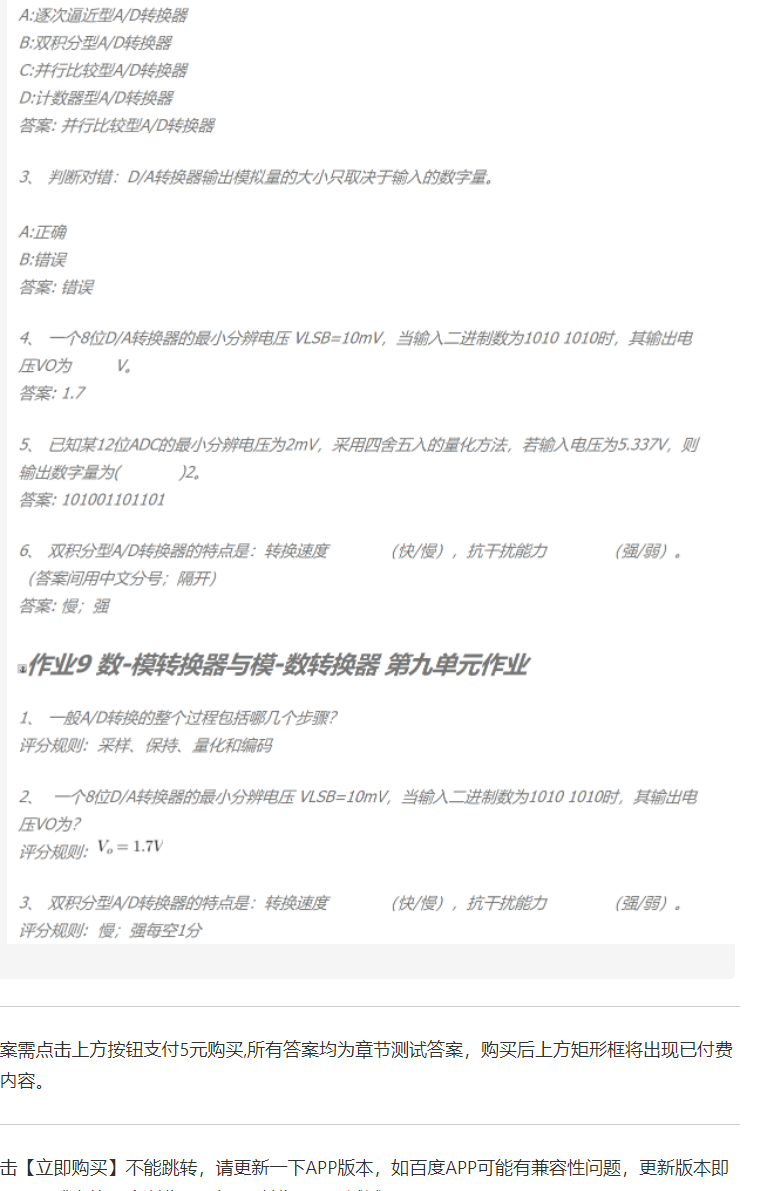 A:逐次逼近型A/D转换器
B:双积分型A/D转换器
C:并行比较型A/D转换器
D:计数器型A/D转换器
答案: 并行比较型A/D转换器
3、 判断对错：D/A转换器输出模拟量的大小只取决于输入的数字量。
A:正确
B:错误
答案: 错误
4、 一个8位D/A转换器的最小分辨电压 VLSB=10mV，当输入二进制数为1010 1010时，其输出电
压VO为 V。
答案: 1.7
5、 已知某12位ADC的最小分辨电压为2mV，采用四舍五入的量化方法，若输入电压为5.337V，则
输出数字量为( )2。
答案: 101001101101
6、 双积分型A/D转换器的特点是：转换速度 （快/慢），抗干扰能力 （强/弱）。
（答案间用中文分号；隔开）
答案: 慢；强
作业9 数-模转换器与模-数转换器 第九单元作业
1、 一般A/D转换的整个过程包括哪几个步骤？
评分规则： 采样、保持、量化和编码
2、 一个8位D/A转换器的最小分辨电压 VLSB=10mV，当输入二进制数为1010 1010时，其输出电
压VO为？
评分规则： Vo = 1.7V
3、 双积分型A/D转换器的特点是：转换速度 （快/慢），抗干扰能力 （强/弱）。
评分规则： 慢；强每空1分
案需点击上方按钮支付5元购买,所有答案均为章节测试答案，购买后上方矩形框将出现已付费
内容。
击【立即购买】不能跳转，请更新一下APP版本，如百度APP可能有兼容性问题，更新版本即